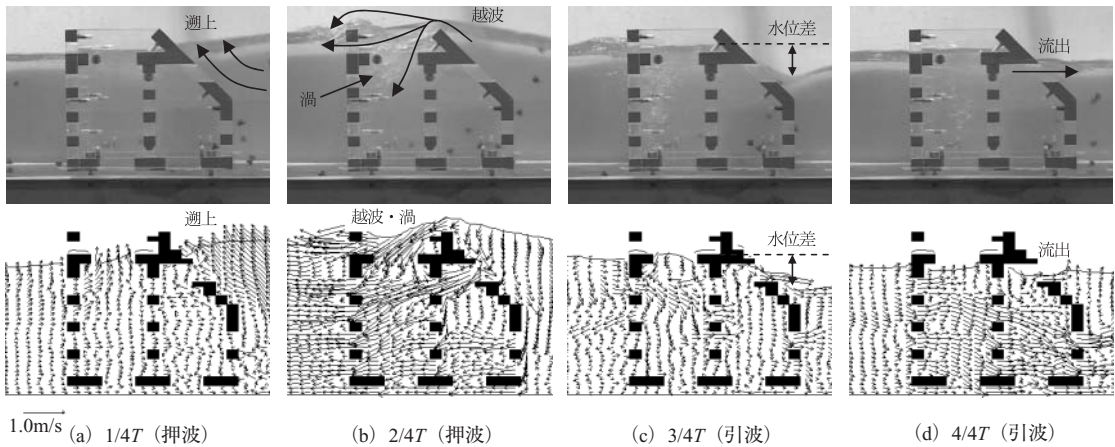 遡上
越波
渦
水位差
流出
遡上
越波・渦
水位差
流出
1.0m/s
(a) 1/4T（押波）
(b) 2/4T（押波）
(c) 3/4T（引波）
(d) 4/4T（引波）